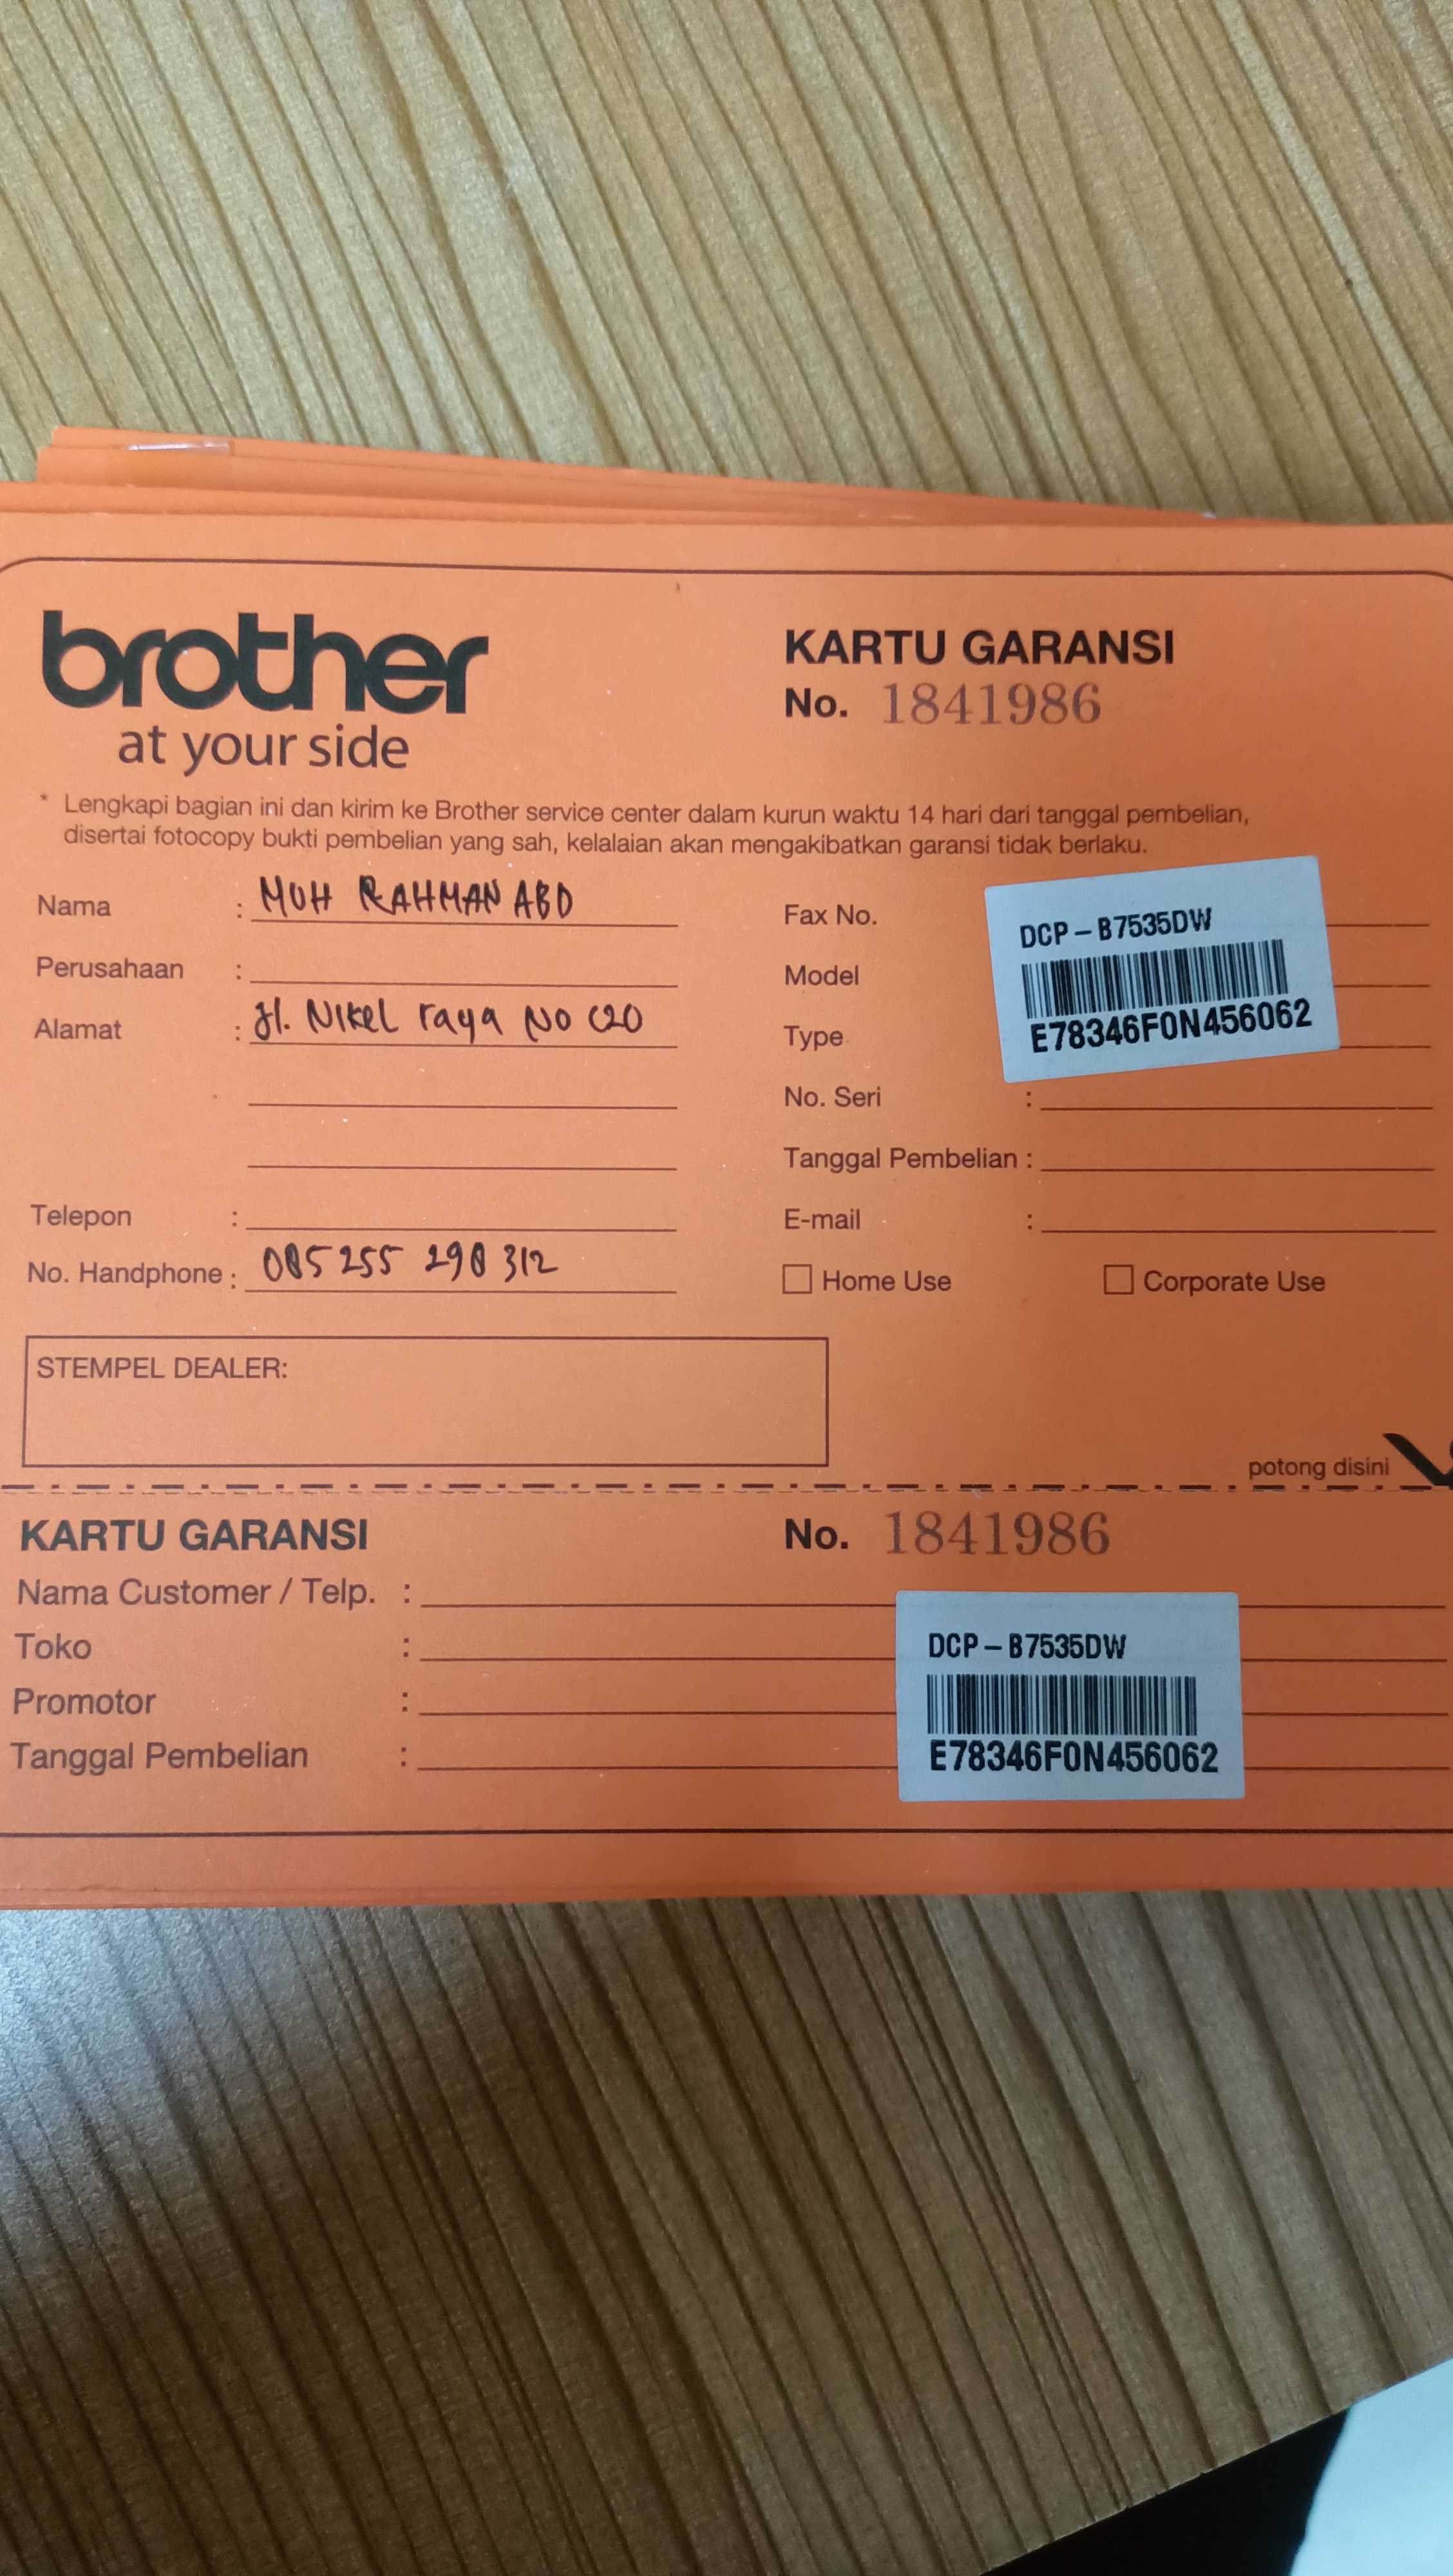 brother
at your side
KARTU GARANSI
No. 1841986
* Lengkapi bagian ini dan kirim ke Brother service center dalam kurun waktu 14 hari dari tanggal pembelian,
disertai fotocopy bukti pembelian yang sah, kelalaian akan mengakibatkan garansi tidak berlaku.
Nama : MUH RAHMAN ABD
Perusahaan :
Alamat : Jl. Nikel raya No C20
Telepon :
No. Handphone : 085 255 298 312
Fax No.
Model
Type
No. Seri :
Tanggal Pembelian :
E-mail :
Home Use Corporate Use
DCP-B7535DW
E78346F0N456062
STEMPEL DEALER:
potong disini
KARTU GARANSI No. 1841986
Nama Customer / Telp. :
Toko :
Promotor :
Tanggal Pembelian :
DCP-B7535DW
E78346F0N456062